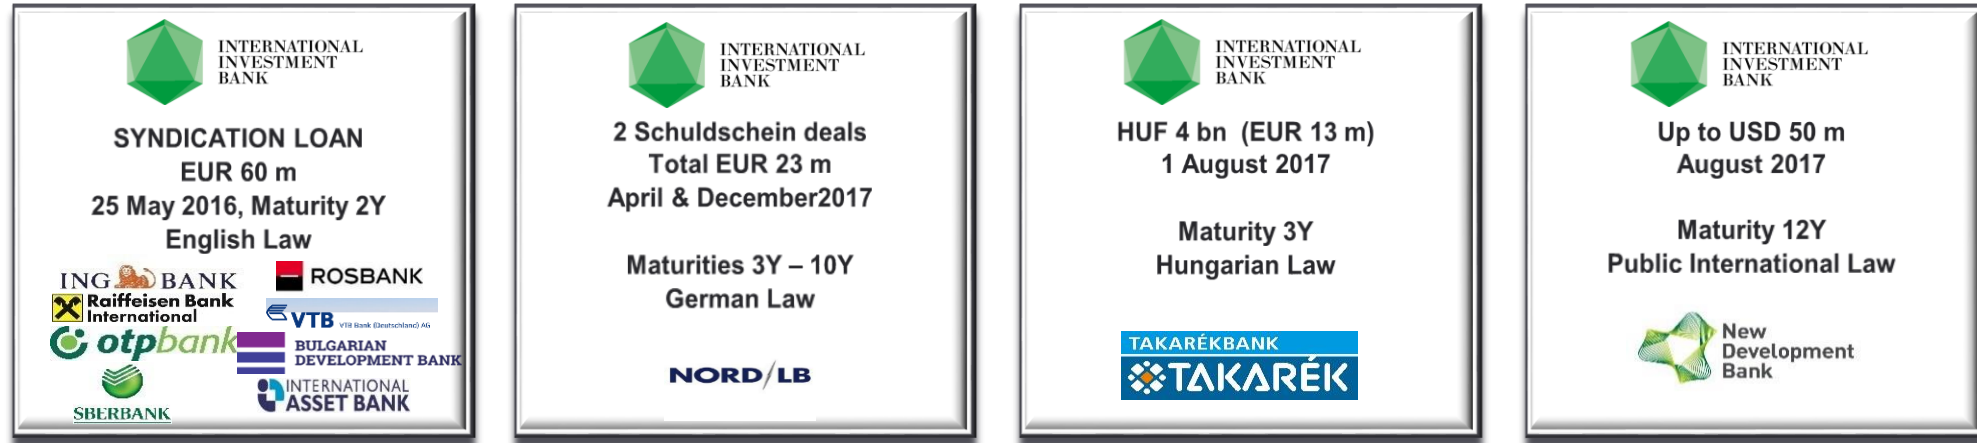 INTERNATIONAL
INVESTMENT
BANK
SYNDICATION LOAN
EUR 60 m
25 May 2016, Maturity 2Y
English Law
ING BANK
ROSBANK
Raiffeisen Bank
International
VTB VTB Bank (Deutschland) AG
otpbank
BULGARIAN
DEVELOPMENT BANK
SBERBANK
INTERNATIONAL
ASSET BANK
INTERNATIONAL
INVESTMENT
BANK
2 Schuldschein deals
Total EUR 23 m
April & December2017
Maturities 3Y – 10Y
German Law
NORD/LB
INTERNATIONAL
INVESTMENT
BANK
HUF 4 bn  (EUR 13 m)
1 August 2017
Maturity 3Y
Hungarian Law
TAKARÉKBANK
TAKARÉK
INTERNATIONAL
INVESTMENT
BANK
Up to USD 50 m
August 2017
Maturity 12Y
Public International Law
New
Development
Bank